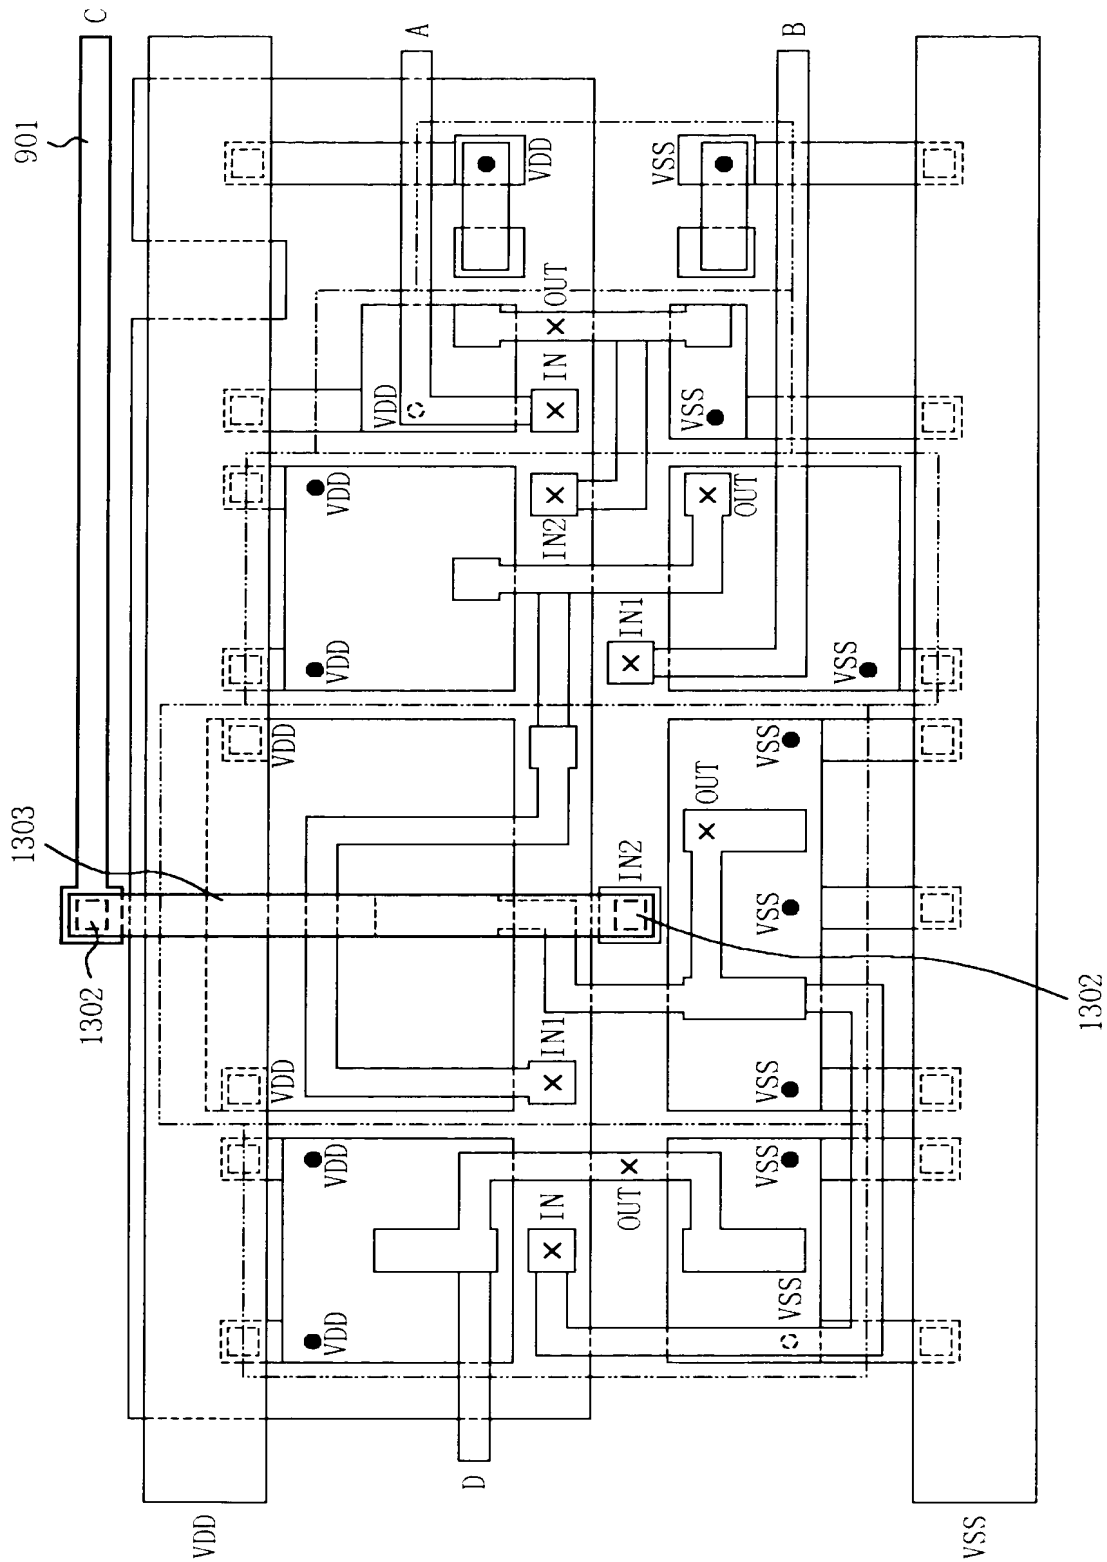 1303
901
1302
C
VDD
VDD
VDD
VDD
VDD
VDD
VDD
VDD
A
D
VDD
IN
IN1
IN2
IN
OUT
OUT
IN2
IN1
VSS
VSS
OUT
OUT
VSS
VSS
VSS
VSS
VSS
B
VSS
VSS
1302